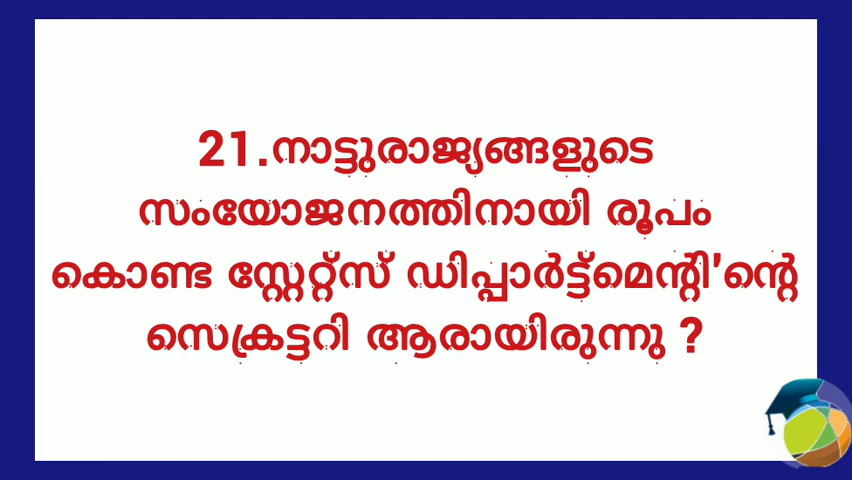 21.നാട്ടുരാജ്യങ്ങളുടെ
സംയോജനത്തിനായി രൂപം
കൊണ്ട സ്റ്റേറ്റ്സ് ഡിപ്പാർട്ട്മെന്റി'ന്റെ
സെക്രട്ടറി ആരായിരുന്നു ?